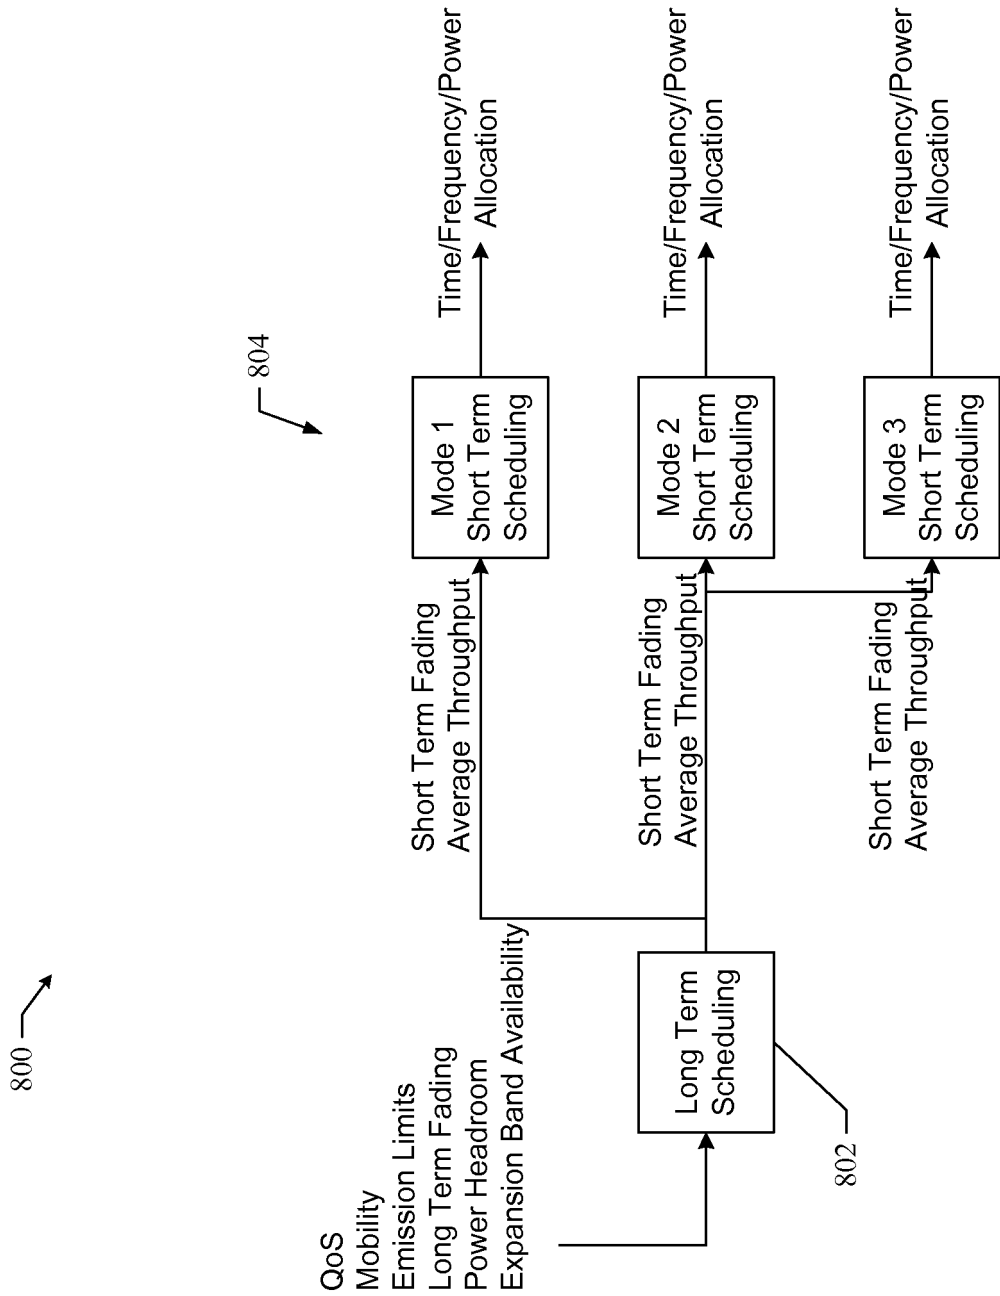 800
QoS
Mobility
Emission Limits
Long Term Fading
Power Headroom
Expansion Band Availability
Long Term
Scheduling
802
804
Short Term Fading
Average Throughput
Mode 1
Short Term
Scheduling
Time/Frequency/Power
Allocation
Short Term Fading
Average Throughput
Mode 2
Short Term
Scheduling
Time/Frequency/Power
Allocation
Short Term Fading
Average Throughput
Mode 3
Short Term
Scheduling
Time/Frequency/Power
Allocation